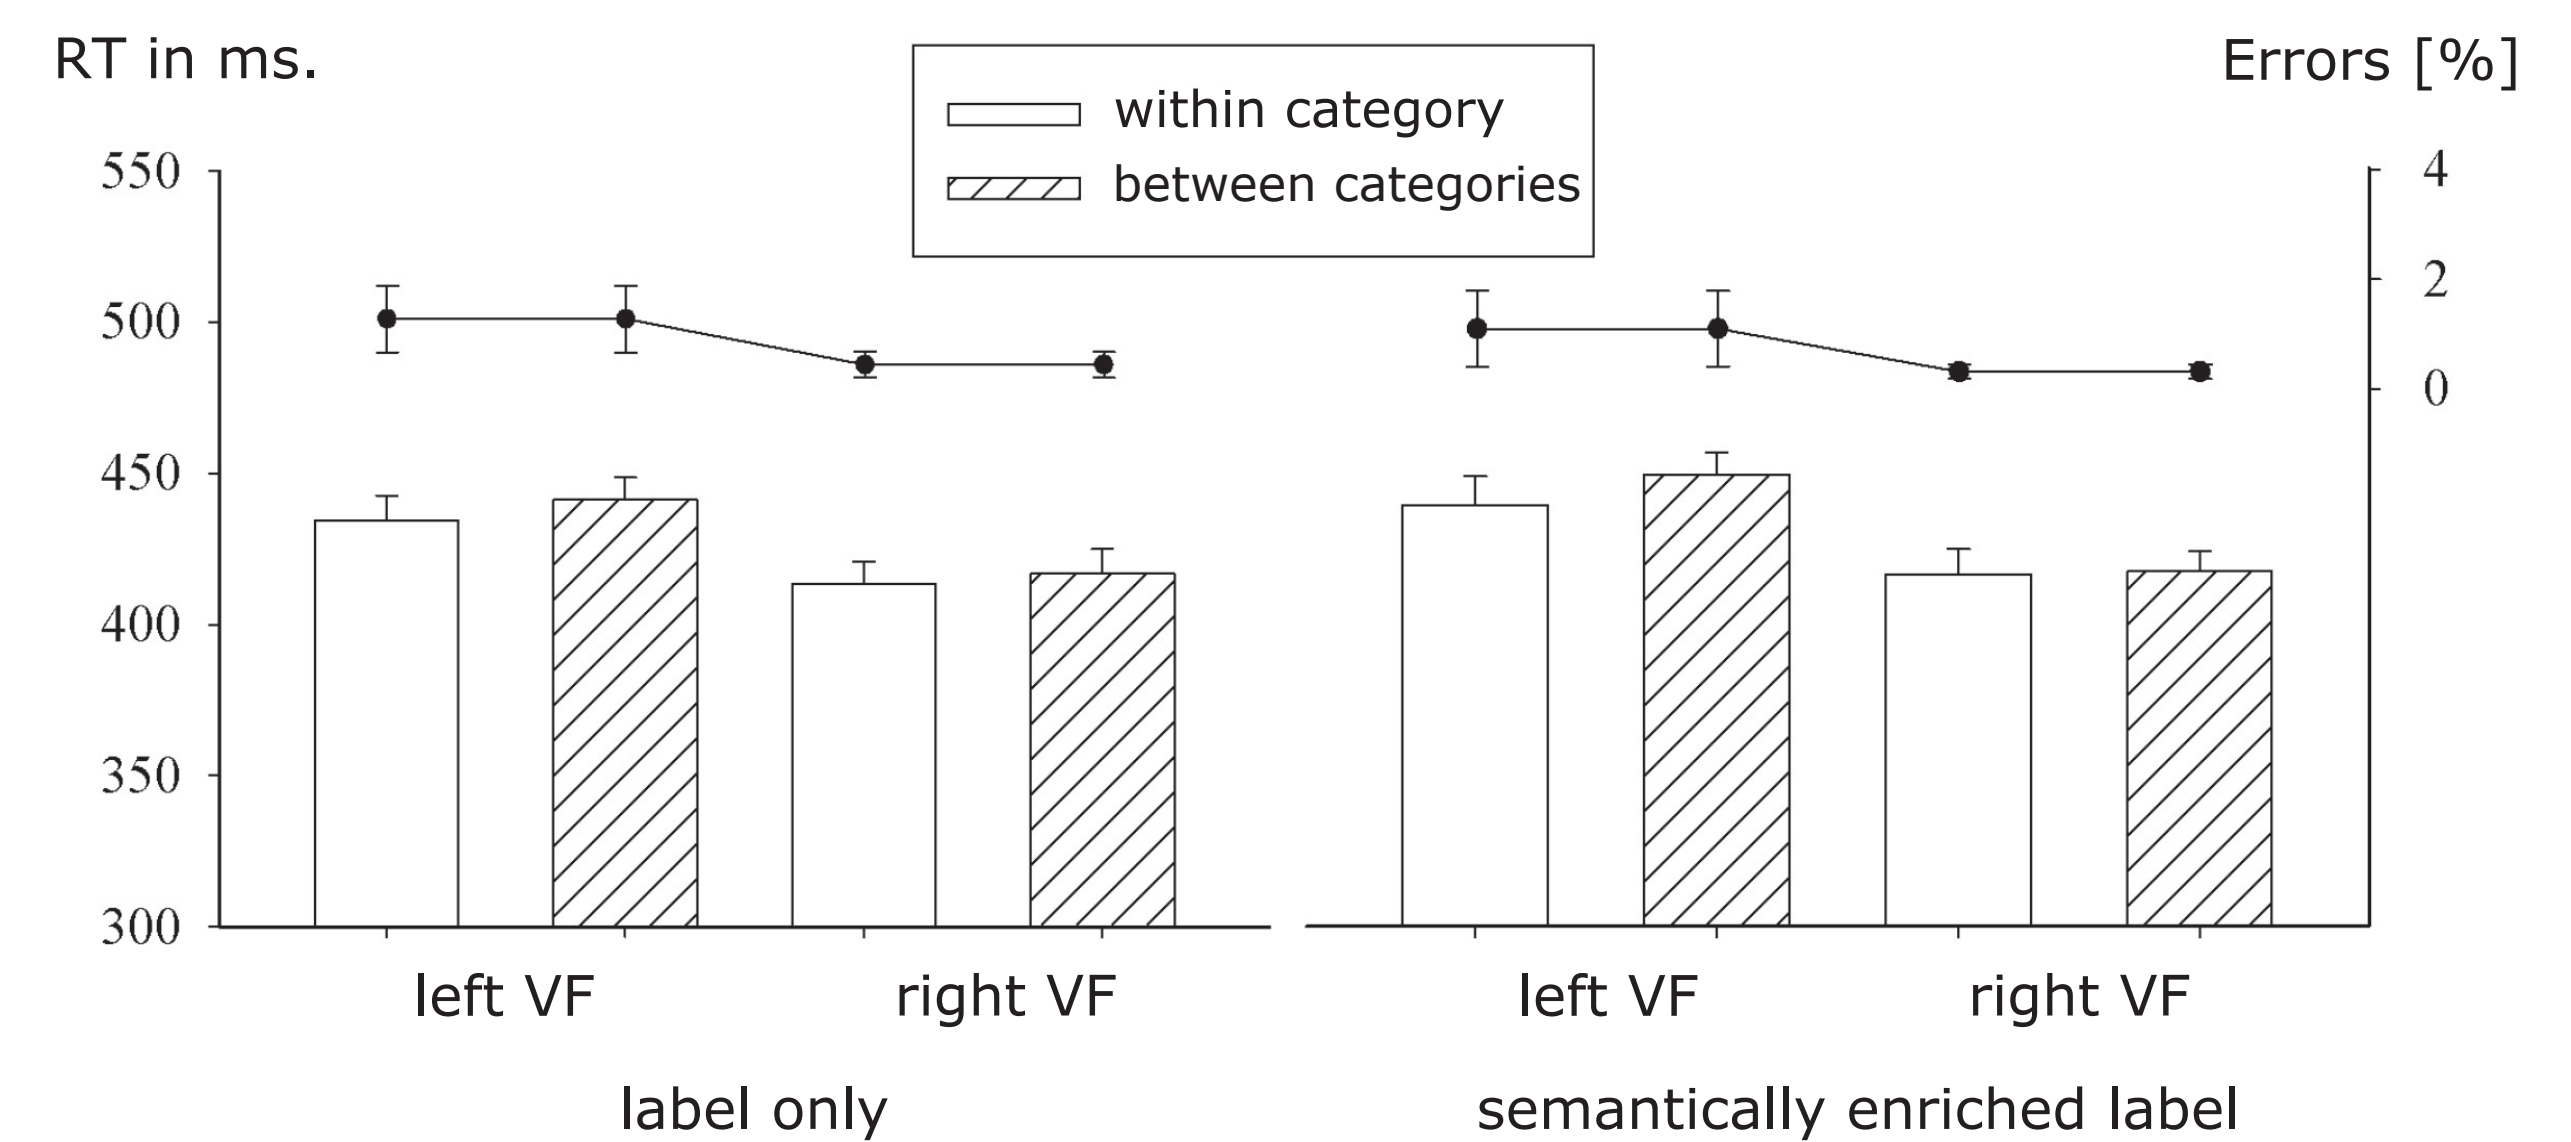 RT in ms.
Errors [%]
within category
between categories
550
500
450
400
350
300
4
2
0
left VF
right VF
left VF
right VF
label only
semantically enriched label